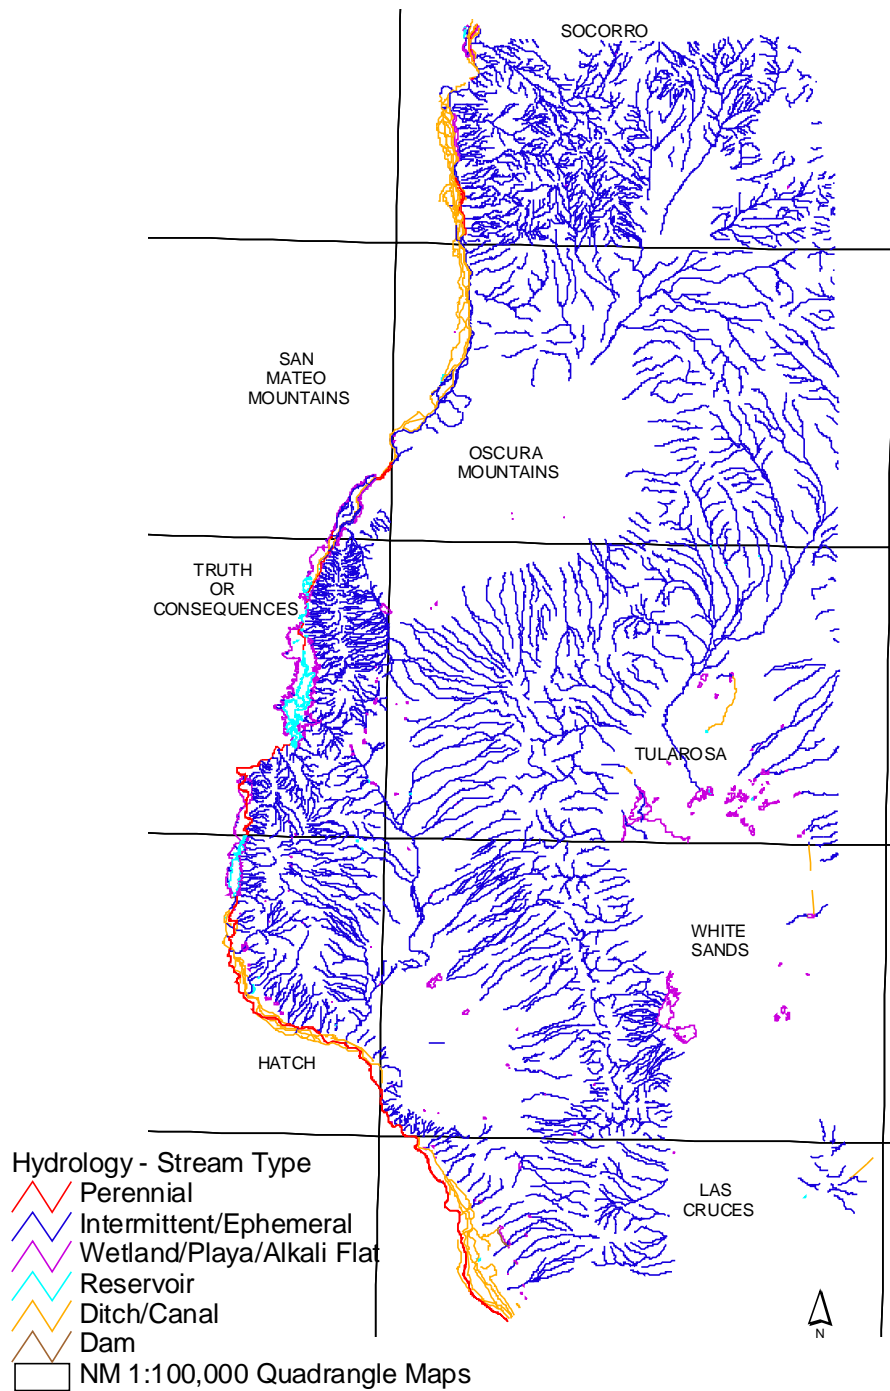 SOCORRO
SAN
MATEO
MOUNTAINS
OSCURA
MOUNTAINS
TRUTH
OR
CONSEQUENCES
TULAROSA
WHITE
SANDS
HATCH
LAS
CRUCES
Hydrology - Stream Type
Perennial
Intermittent/Ephemeral
Wetland/Playa/Alkali Flat
Reservoir
Ditch/Canal
Dam
NM 1:100,000 Quadrangle Maps
N